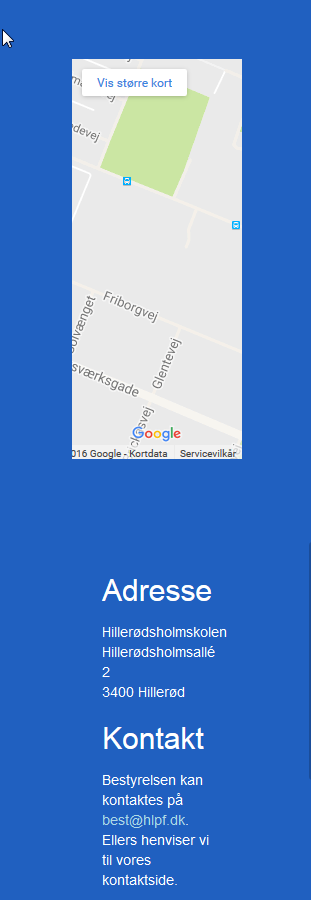 Vis større kort
Friborgvej
Glentevej
Google
Google - Kortdata
Servicevilkår
Adresse
Hillerødsholmskolen
Hillerødsholmsallé
2
3400 Hillerød
Kontakt
Bestyrelsen kan
kontaktes på
best@hlpf.dk.
Ellers henviser vi
til vores
kontaktside.